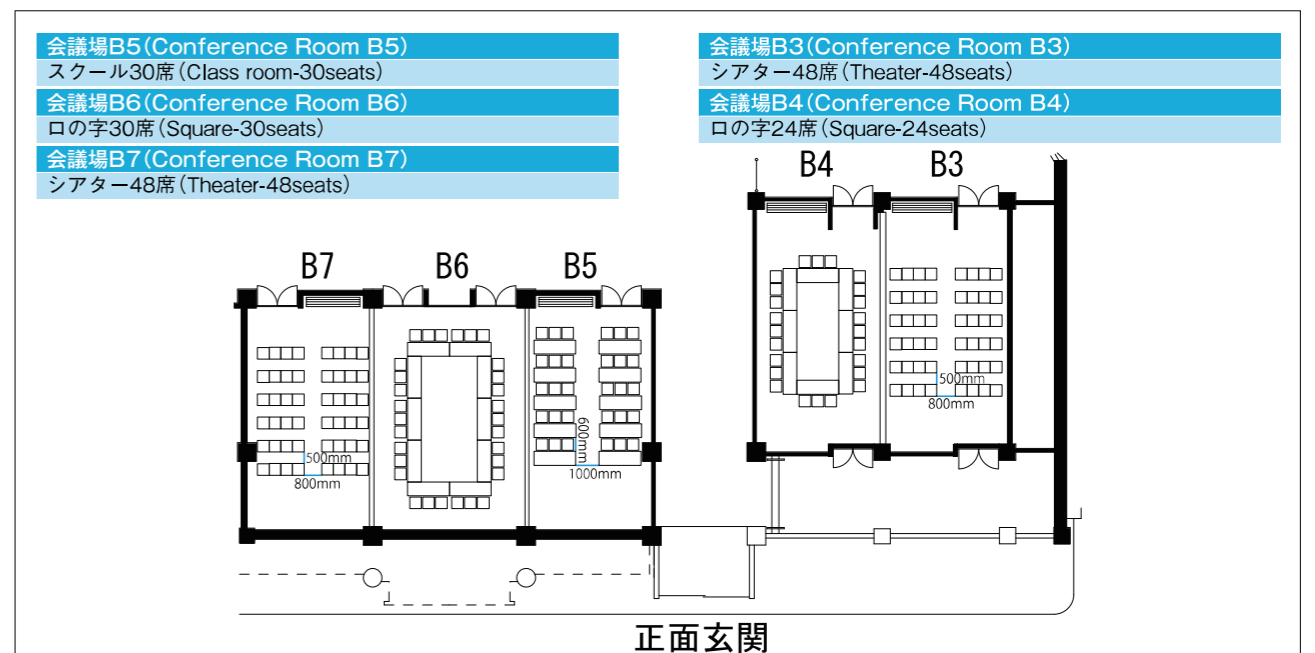 会議場B5(Conference Room B5)
スクール30席(Class room-30seats)
会議場B6(Conference Room B6)
ロの字30席(Square-30seats)
会議場B7(Conference Room B7)
シアター48席(Theater-48seats)
会議場B3(Conference Room B3)
シアター48席(Theater-48seats)
会議場B4(Conference Room B4)
ロの字24席(Square-24seats)
B4
B3
B7
B6
B5
500mm
800mm
600mm
1000mm
500mm
800mm
正面玄関